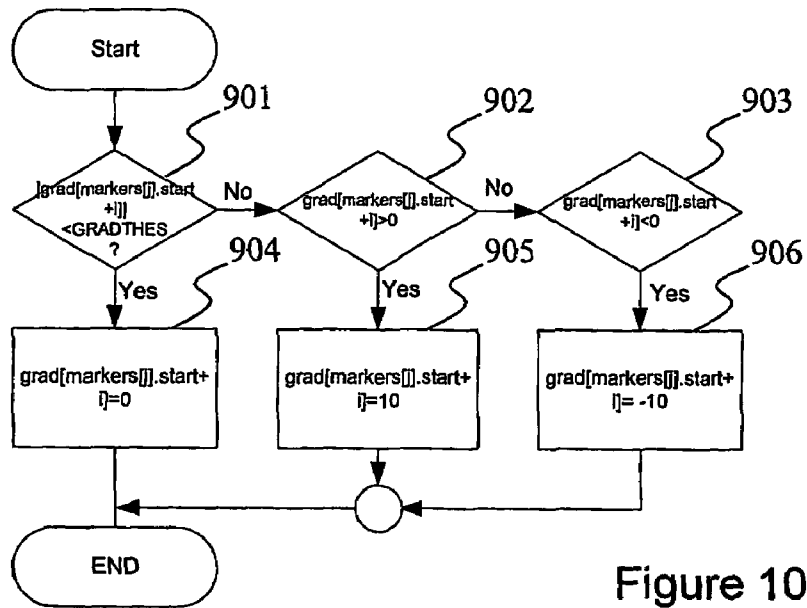 Start
901
902
903
|grad[markers[j].start
+i]|
<GRADTHES
?
No
grad[markers[j].start
+i]>0
No
grad[markers[j].start
+i]<0
Yes
904
Yes
905
Yes
906
grad[markers[j].start+
i]=0
grad[markers[j].start+
i]=10
grad[markers[j].start+
i]= -10
END
Figure 10